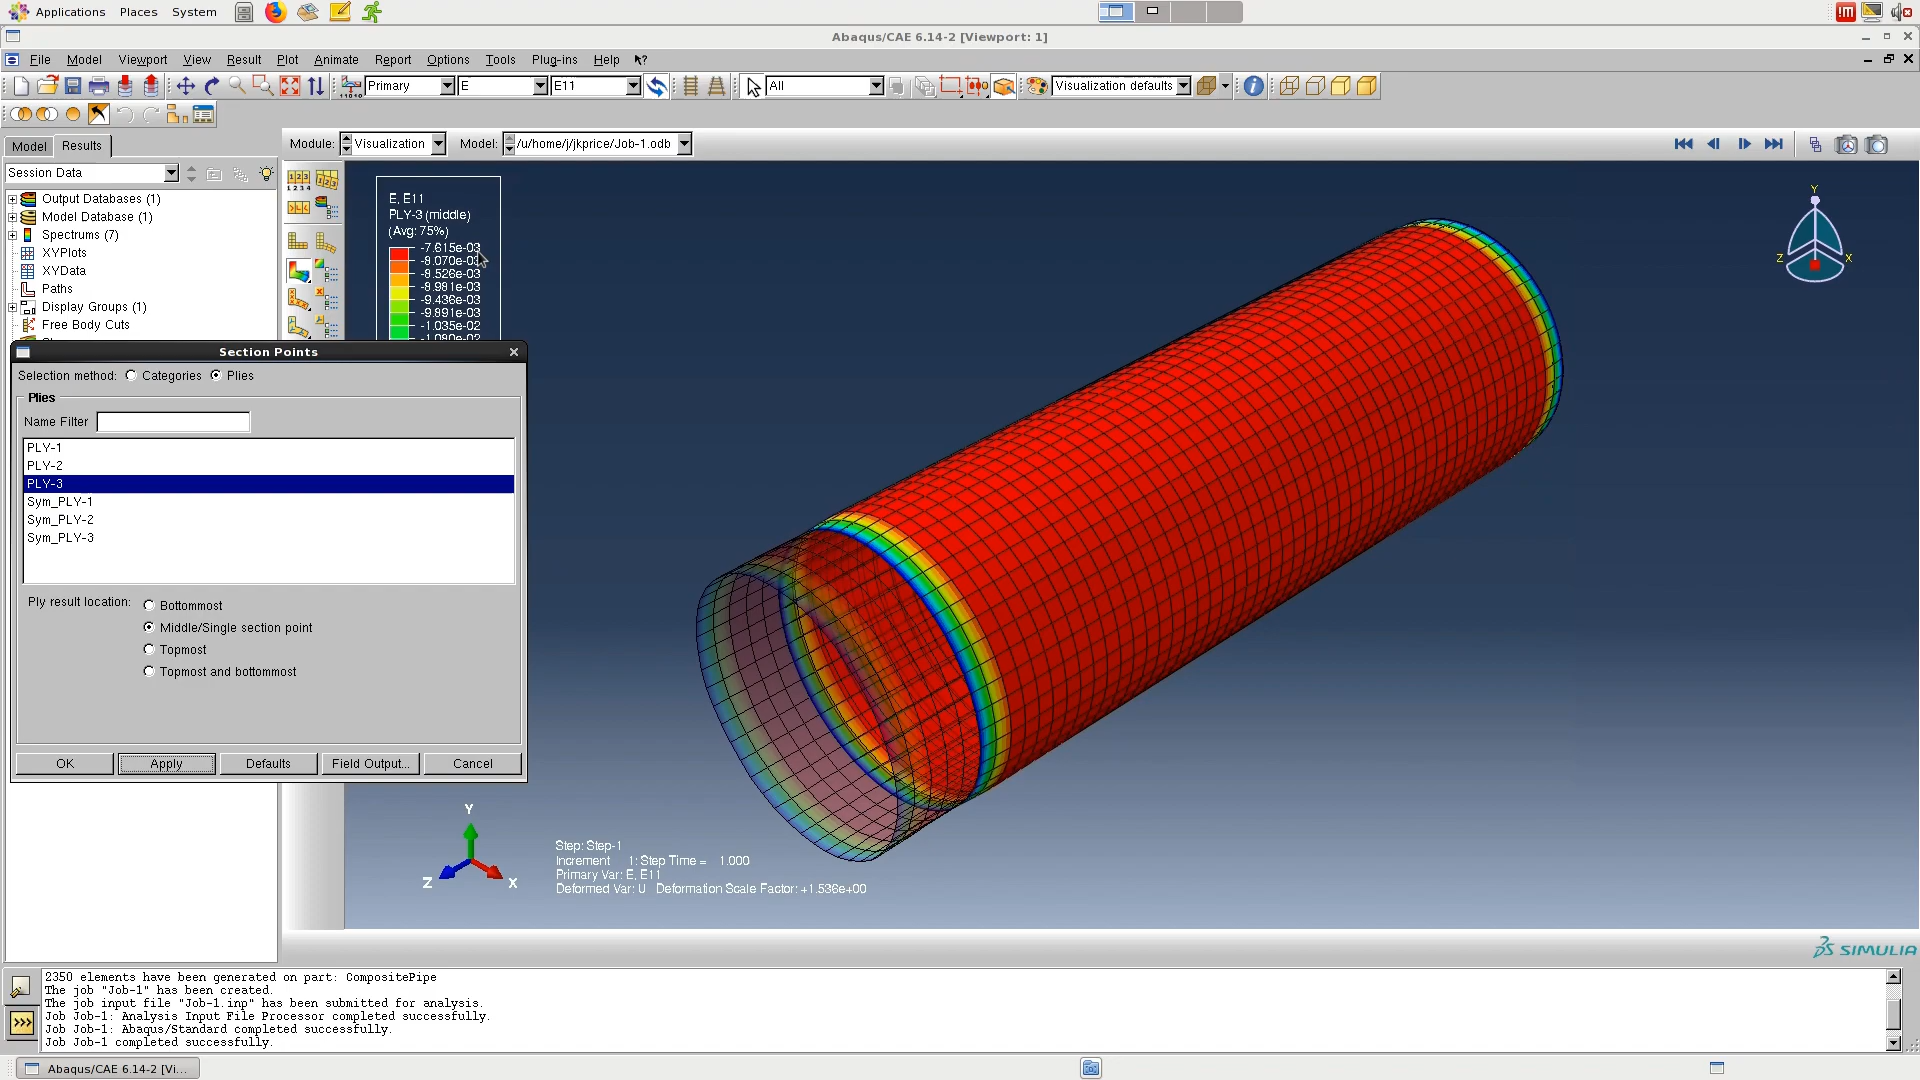 Applications Places System
Abaqus/CAE 6.14-2 [Viewport: 1]
File Model Viewport View Result Plot Animate Report Options Tools Plug-ins Help
Primary E E11 All Visualization defaults
Model Results Module: Visualization Model: /u/home/j/jkprice/Job-1.odb
Session Data
Output Databases (1)
Model Database (1)
Spectrums (7)
XYPlots
XYData
Paths
Display Groups (1)
Free Body Cuts
E, E11
PLY-3 (middle)
(Avg: 75%)
-7.615e-03
-8.070e-03
-8.526e-03
-8.981e-03
-9.436e-03
-9.891e-03
-1.035e-02
-1.080e-02
Y
Z X
Section Points
Selection method: Categories Plies
Plies
Name Filter
PLY-1
PLY-2
PLY-3
Sym_PLY-1
Sym_PLY-2
Sym_PLY-3
Ply result location: Bottommost
Middle/Single section point
Topmost
Topmost and bottommost
OK Apply Defaults Field Output... Cancel
Y
Z X
Step: Step-1
Increment 1: Step Time = 1.000
Primary Var: E, E11
Deformed Var: U Deformation Scale Factor: +1.536e+00
SIMULIA
2350 elements have been generated on part: CompositePipe
The job "Job-1" has been created.
The job input file "Job-1.inp" has been submitted for analysis.
Job Job-1: Analysis Input File Processor completed successfully.
Job Job-1: Abaqus/Standard completed successfully.
Job Job-1 completed successfully.
Abaqus/CAE 6.14-2 [Vi...